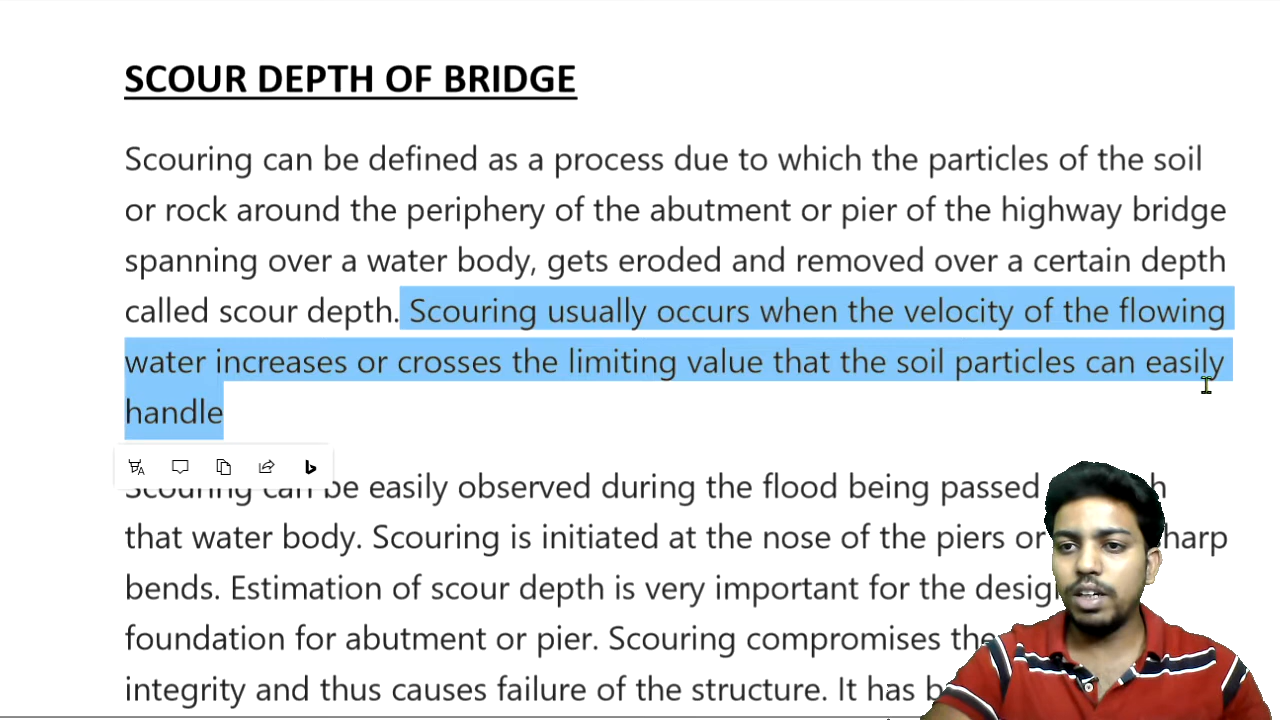 SCOUR DEPTH OF BRIDGE
Scouring can be defined as a process due to which the particles of the soil
or rock around the periphery of the abutment or pier of the highway bridge
spanning over a water body, gets eroded and removed over a certain depth
called scour depth. Scouring usually occurs when the velocity of the flowing
water increases or crosses the limiting value that the soil particles can easily
handle
Scouring can be easily observed during the flood being passed
that water body. Scouring is initiated at the nose of the piers or
bends. Estimation of scour depth is very important for the
foundation for abutment or pier. Scouring compromises
integrity and thus causes failure of the structure. It has